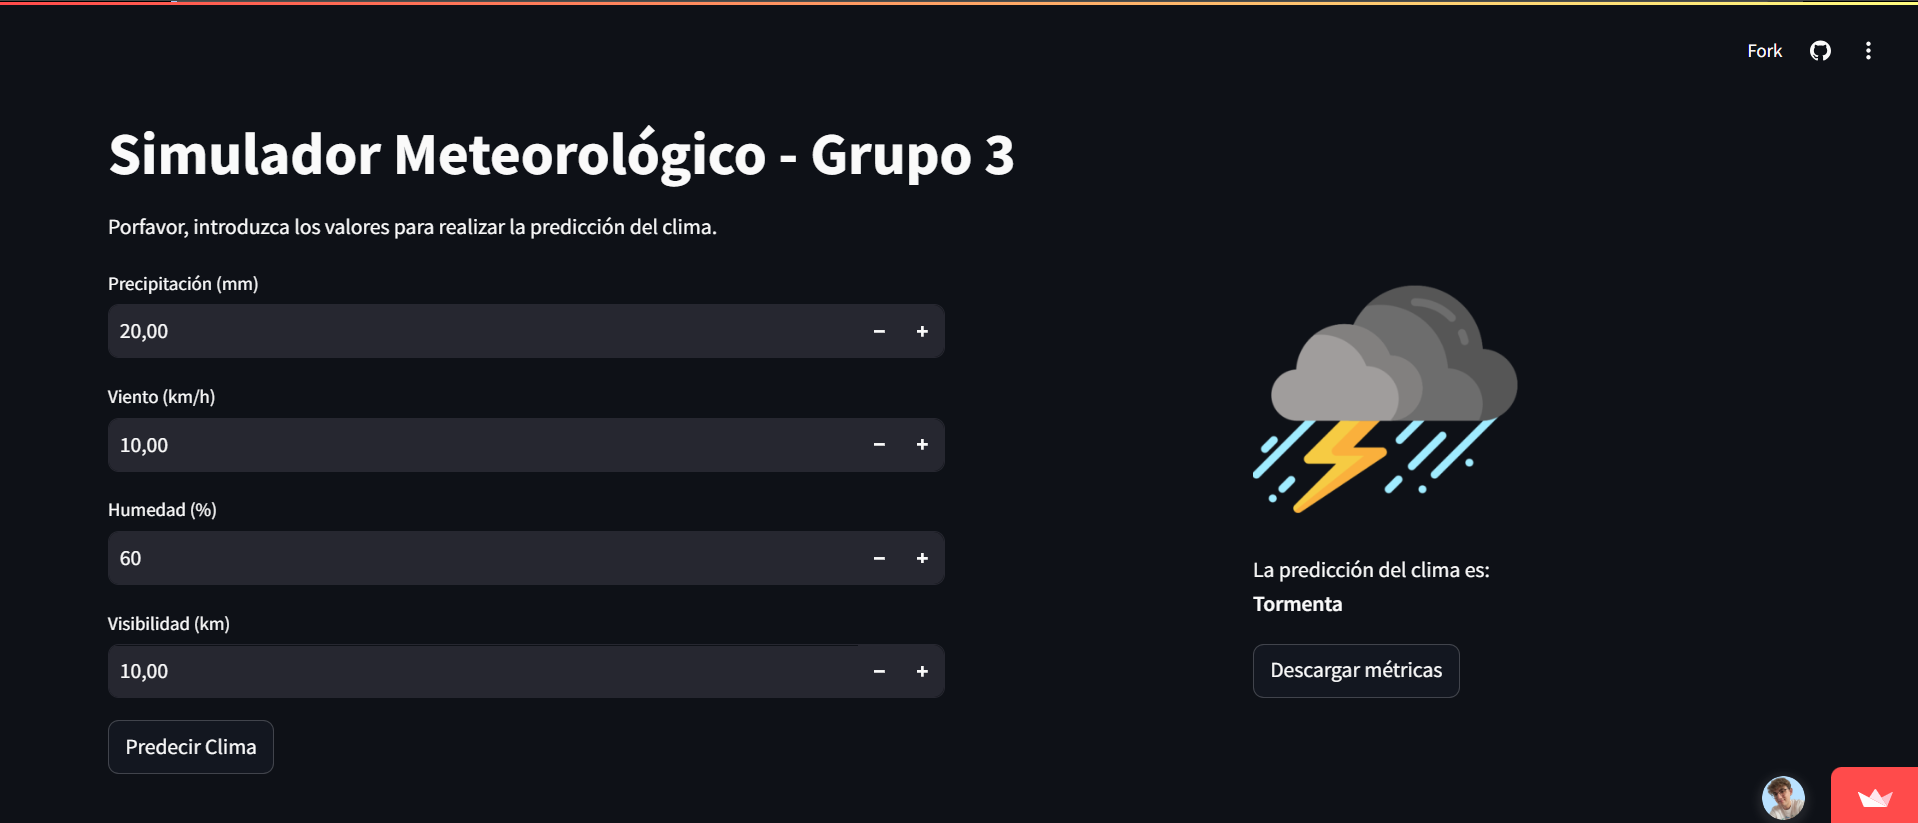 Fork
Simulador Meteorológico - Grupo 3
Porfavor, introduzca los valores para realizar la predicción del clima.
Precipitación (mm)
20,00
Viento (km/h)
10,00
Humedad (%)
60
Visibilidad (km)
10,00
Predecir Clima
La predicción del clima es:
Tormenta
Descargar métricas